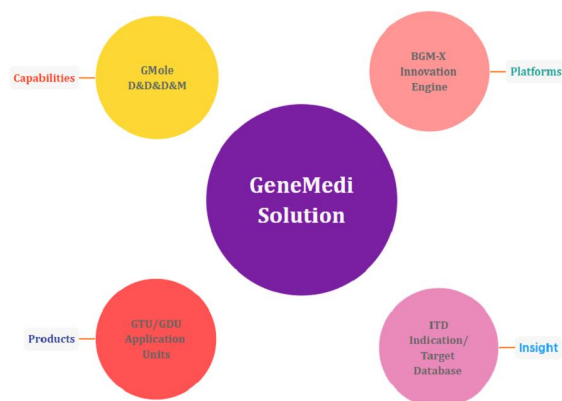 Capabilities
GMole
D&D&D&M
BGM-X
Innovation
Engine
Platforms
GeneMedi
Solution
Products
GTU/GDU
Application
Units
ITD
Indication/
Target
Database
Insight